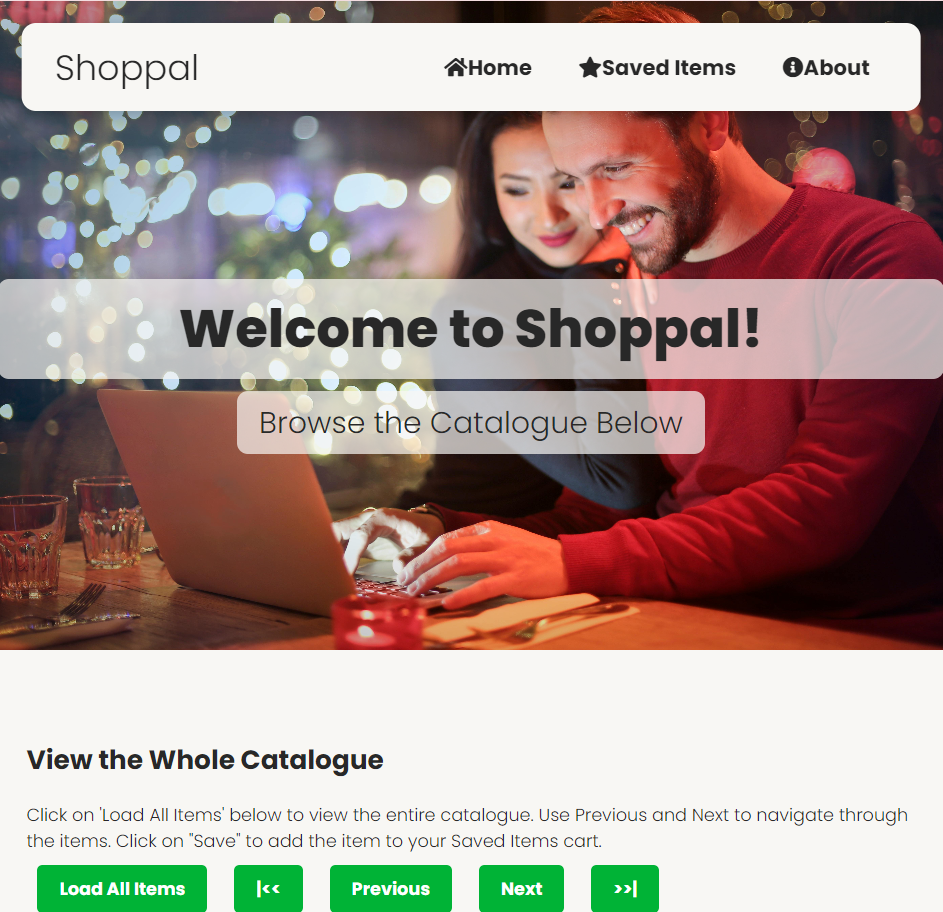 Shoppal
Home Saved Items About
Welcome to Shoppal!
Browse the Catalogue Below
View the Whole Catalogue
Click on 'Load All Items' below to view the entire catalogue. Use Previous and Next to navigate through
the items. Click on "Save" to add the item to your Saved Items cart.
Load All Items |<< Previous Next >>|